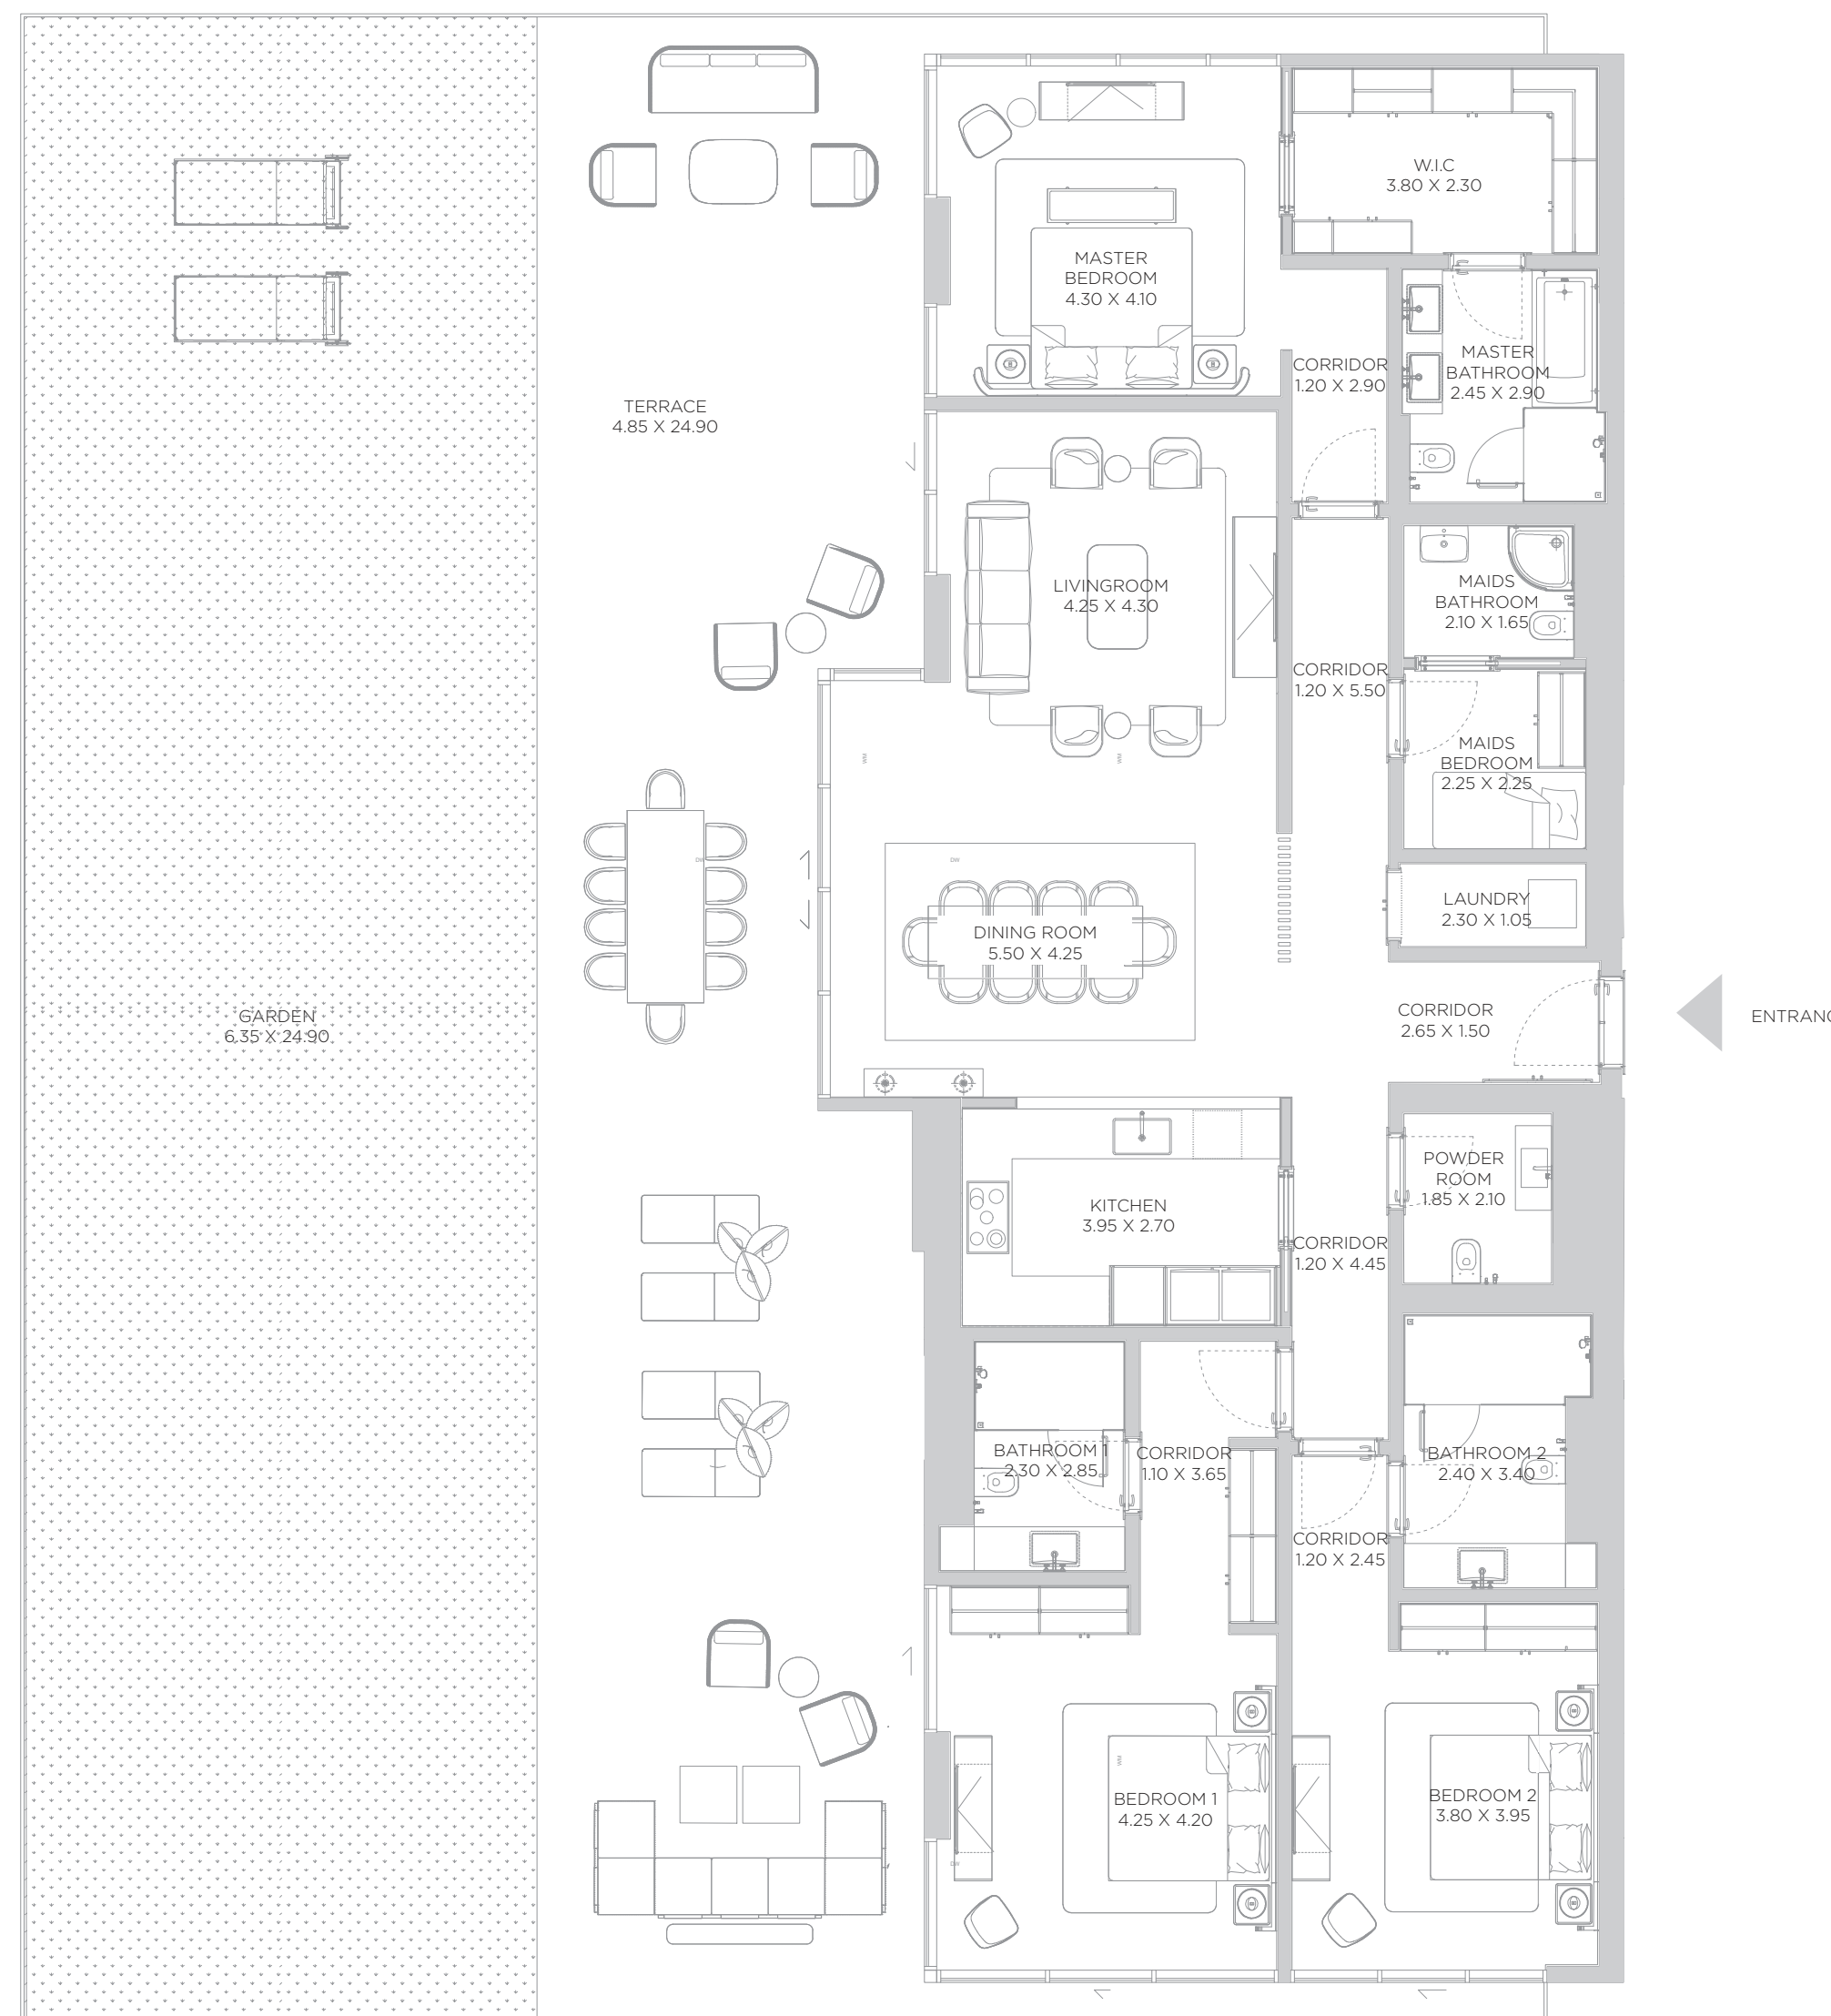 W.I.C
3.80 X 2.30
MASTER
BEDROOM
4.30 X 4.10
CORRIDOR
1.20 X 2.90
MASTER
BATHROOM
2.45 X 2.90
TERRACE
4.85 X 24.90
LIVINGROOM
4.25 X 4.30
MAIDS
BATHROOM
2.10 X 1.65
CORRIDOR
1.20 X 5.50
MAIDS
BEDROOM
2.25 X 2.25
WM
WM
DW
DW
LAUNDRY
2.30 X 1.05
DINING ROOM
5.50 X 4.25
GARDEN
6.35 X 24.90
CORRIDOR
2.65 X 1.50
ENTRANC
KITCHEN
3.95 X 2.70
POWDER
ROOM
1.85 X 2.10
CORRIDOR
1.20 X 4.45
BATHROOM 1
2.30 X 2.85
CORRIDOR
1.10 X 3.65
BATHROOM 2
2.40 X 3.40
CORRIDOR
1.20 X 2.45
WM
BEDROOM 1
4.25 X 4.20
BEDROOM 2
3.80 X 3.95
DW